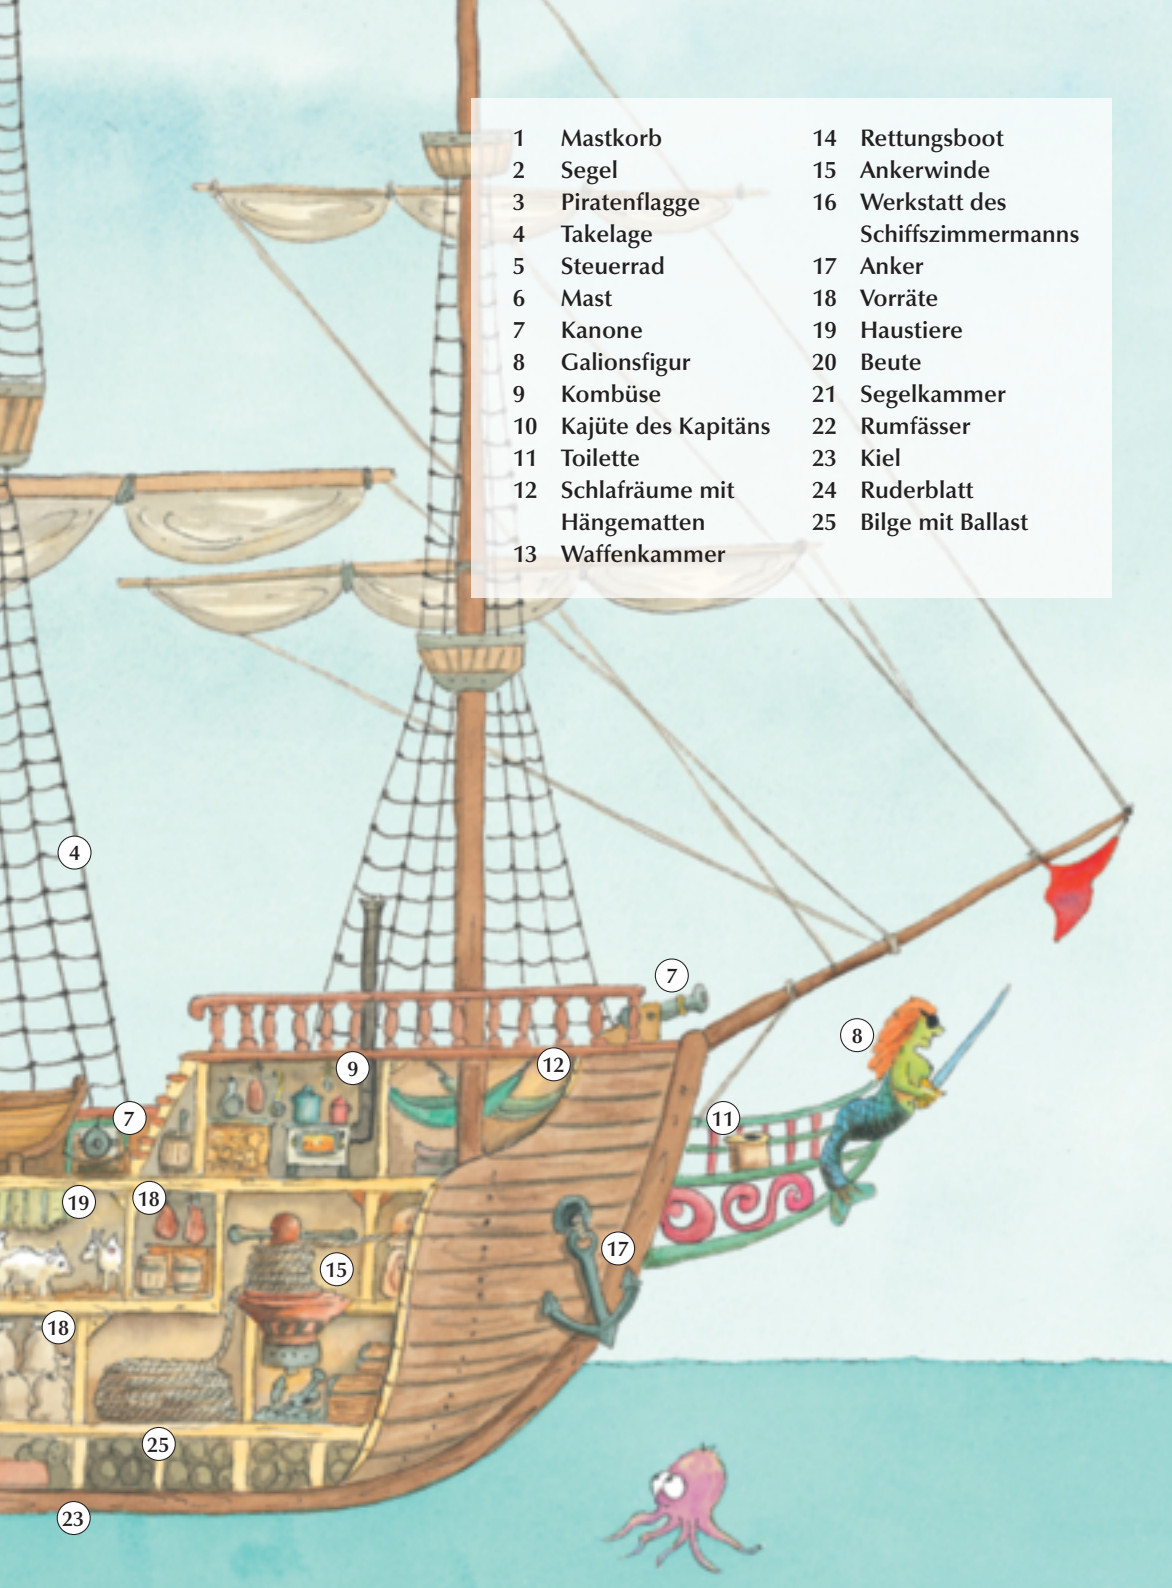 1 Mastkorb
2 Segel
3 Piratenflagge
4 Takelage
5 Steuerrad
6 Mast
7 Kanone
8 Galionsfigur
9 Kombüse
10 Kajüte des Kapitäns
11 Toilette
12 Schlafräume mit
Hängematten
13 Waffenkammer
14 Rettungsboot
15 Ankerwinde
16 Werkstatt des
Schiffszimmermanns
17 Anker
18 Vorräte
19 Haustiere
20 Beute
21 Segelkammer
22 Rumfässer
23 Kiel
24 Ruderblatt
25 Bilge mit Ballast
4
7
8
9
12
7
11
19
18
17
15
18
25
23